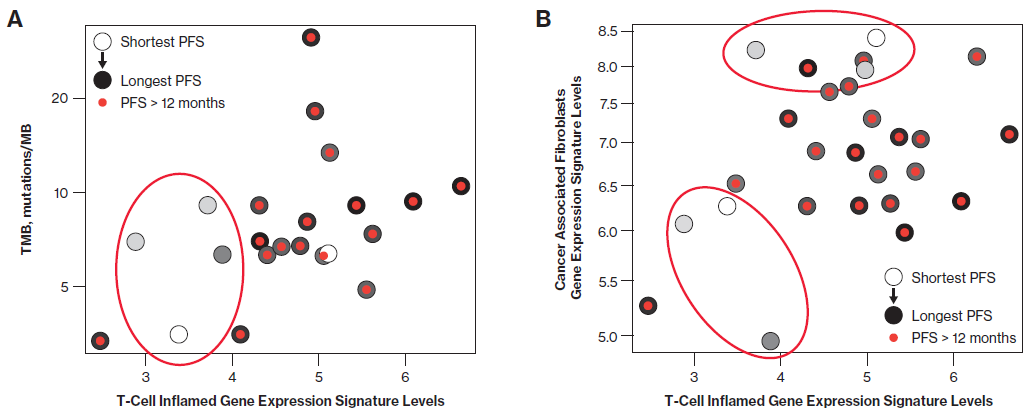 A
Shortest PFS
Longest PFS
PFS > 12 months
20
10
5
TMB, mutations/MB
3 4 5 6
T-Cell Inflamed Gene Expression Signature Levels
B
8.5
8.0
7.5
7.0
6.5
6.0
5.5
5.0
Cancer Associated Fibroblasts
Gene Expression Signature Levels
Shortest PFS
Longest PFS
PFS > 12 months
3 4 5 6
T-Cell Inflamed Gene Expression Signature Levels